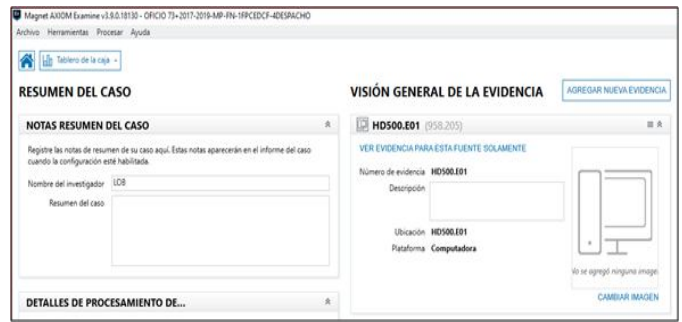 Magnet AXIOM Examine v3.9.0.18130 - OFICIO 73+-2017-2019-MP-FN-1FPCEDCF-4DESPACHO
Archivo Herramientas Procesar Ayuda
Tablero de la caja
RESUMEN DEL CASO
NOTAS RESUMEN DEL CASO
Registre las notas de resumen de su caso aquí. Estas notas aparecerán en el informe del caso
cuando la configuración esté habilitada.
Nombre del investigador LOB
Resumen del caso
DETALLES DE PROCESAMIENTO DE...
VISIÓN GENERAL DE LA EVIDENCIA
AGREGAR NUEVA EVIDENCIA
HD500.E01 (958.205)
VER EVIDENCIA PARA ESTA FUENTE SOLAMENTE
Número de evidencia HD500.E01
Descripción
Ubicación HD500.E01
Plataforma Computadora
No se agregó ninguna image
CAMBIAR IMAGEN